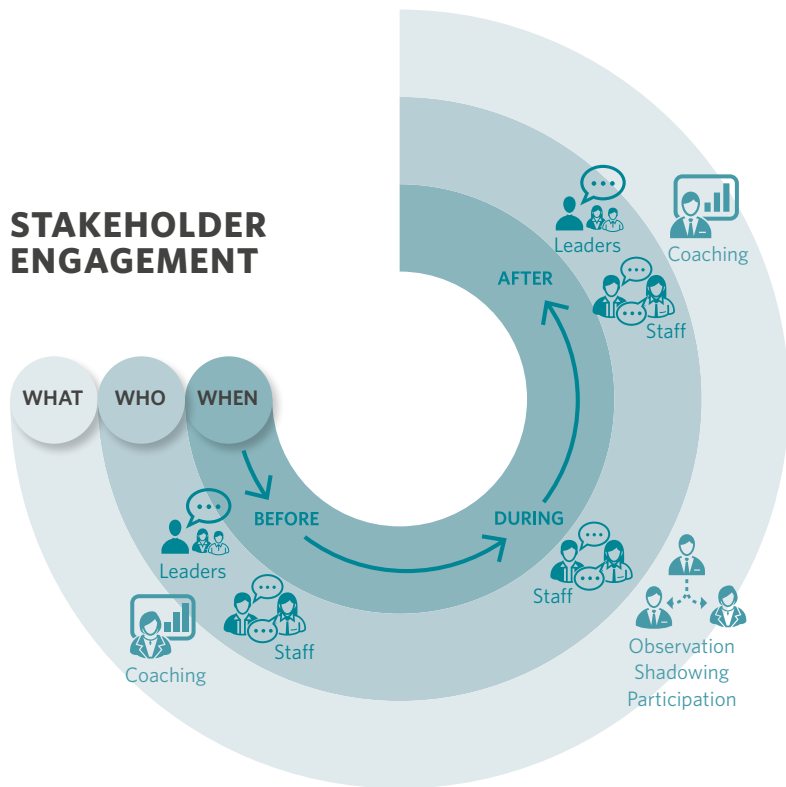 STAKEHOLDER
ENGAGEMENT
WHAT
WHO
WHEN
BEFORE
Leaders
Staff
Coaching
DURING
Staff
Observation
Shadowing
Participation
AFTER
Leaders
Staff
Coaching